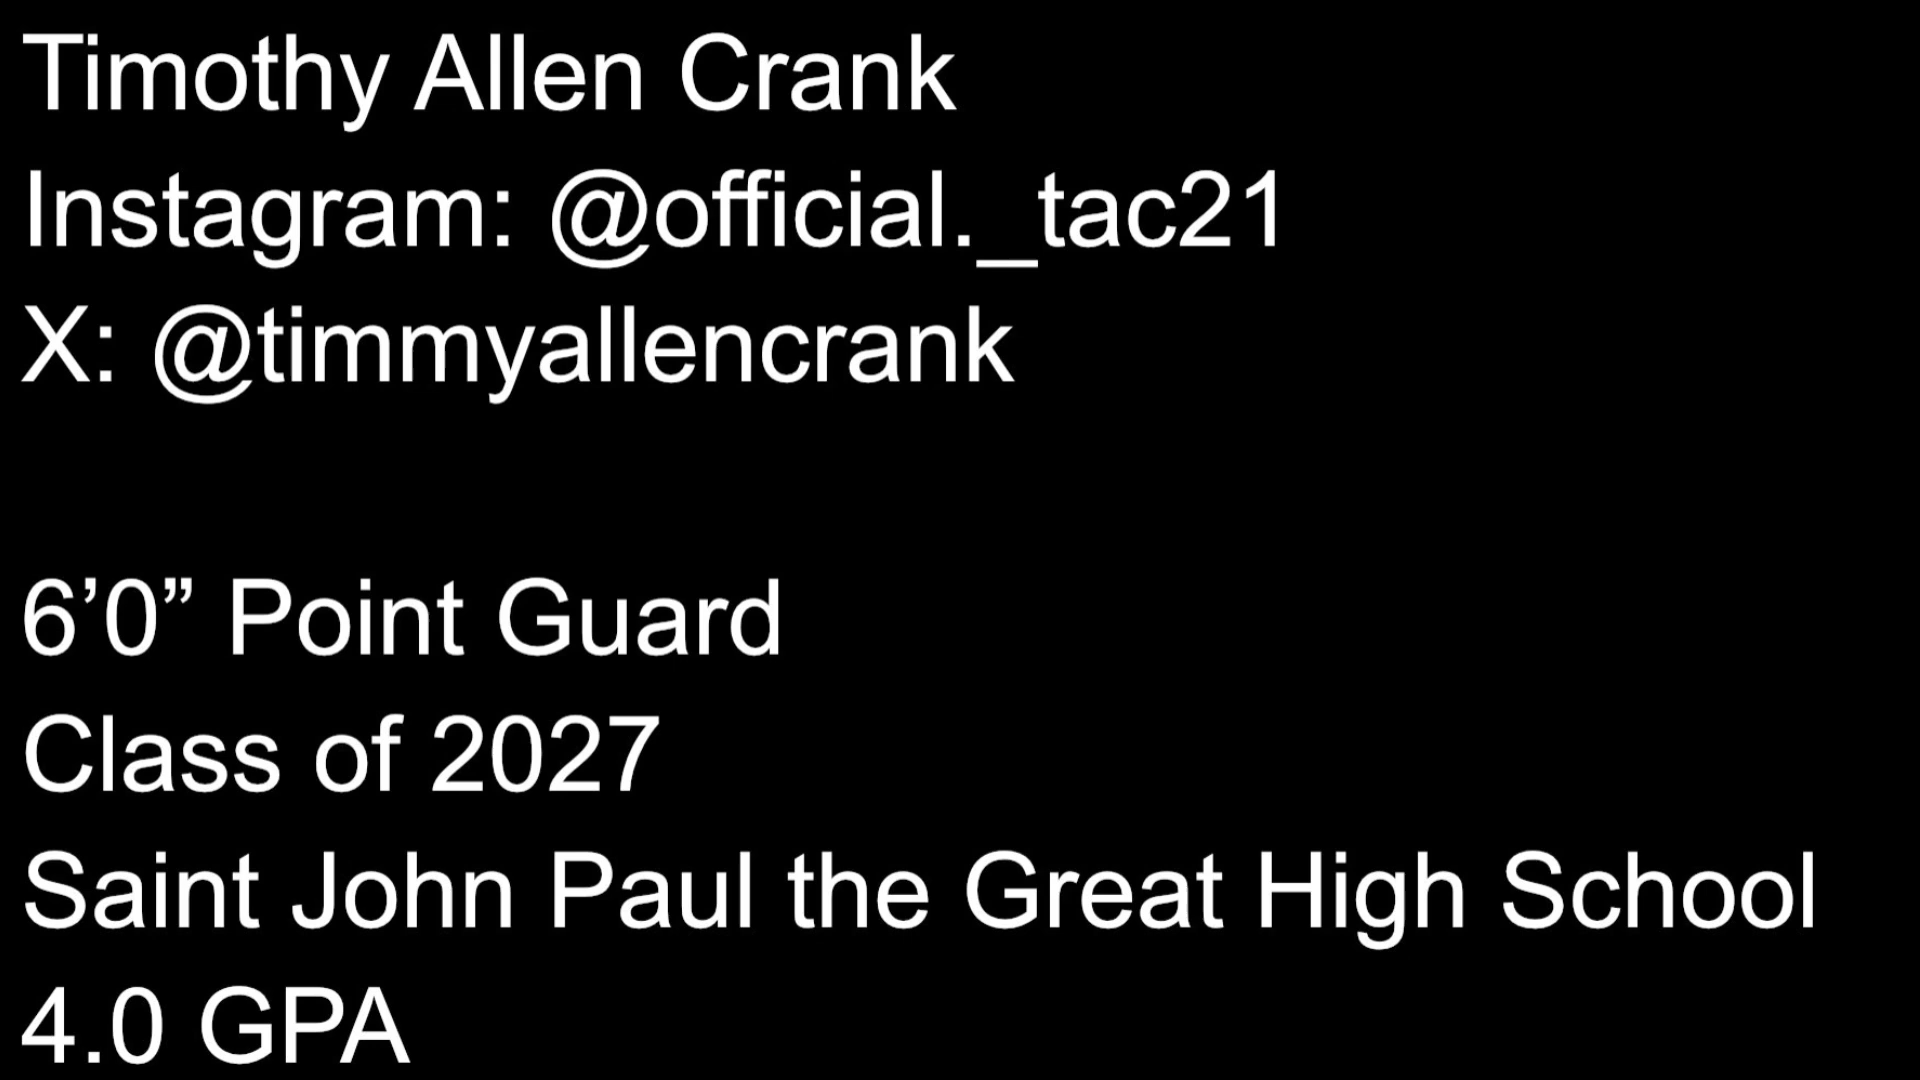 Timothy Allen Crank
Instagram: @official._tac21
X: @timmyallencrank
6’0” Point Guard
Class of 2027
Saint John Paul the Great High School
4.0 GPA